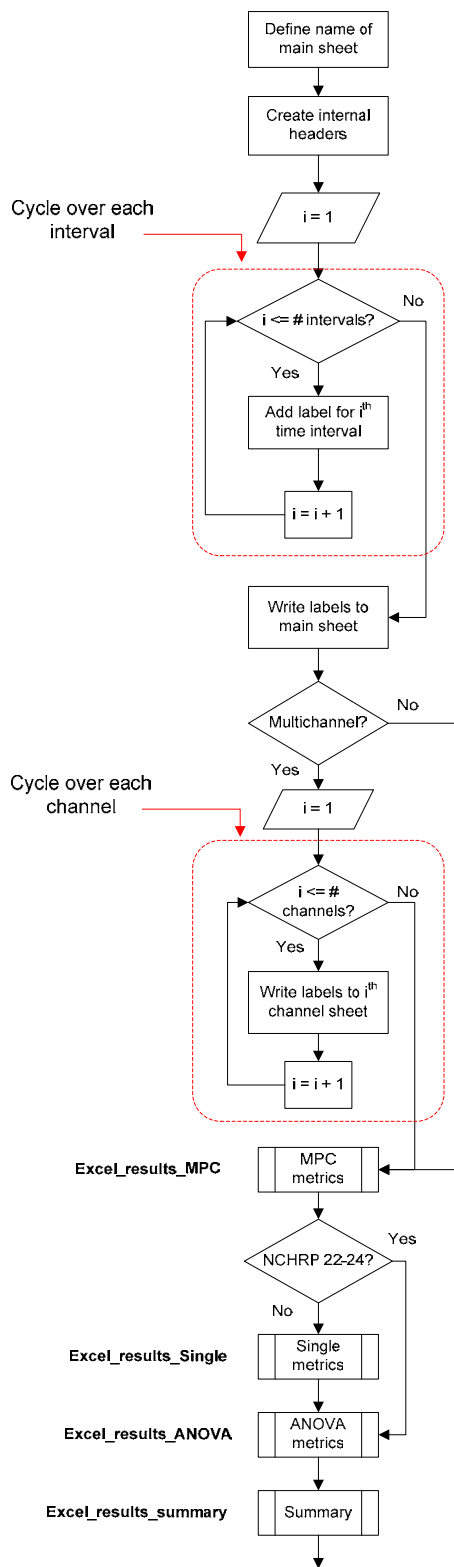 Define name of
main sheet
Create internal
headers
i = 1
Cycle over each
interval
i <= # intervals?
No
Yes
Add label for ith
time interval
i = i + 1
Write labels to
main sheet
Multichannel?
No
Yes
i = 1
Cycle over each
channel
i <= #
channels?
No
Yes
Write labels to ith
channel sheet
i = i + 1
Excel_results_MPC
MPC
metrics
NCHRP 22-24?
Yes
No
Excel_results_Single
Single
metrics
Excel_results_ANOVA
ANOVA
metrics
Excel_results_summary
Summary